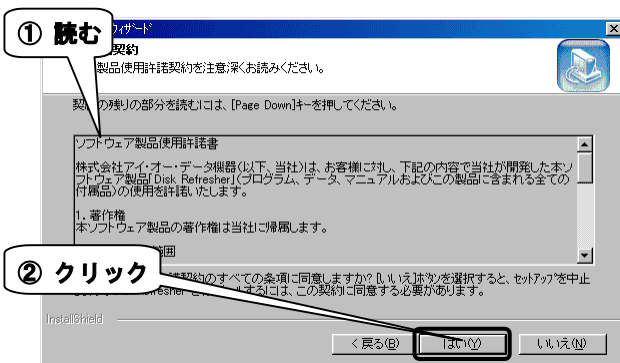 ① 読む
ｨｻﾞｰﾄﾞ
契約
製品使用許諾契約を注意深くお読みください。
契 の残りの部分を読むには、[Page Down]キーを押してください。
ソフトウェア製品使用許諾書
株式会社アイ・オー・データ機器(以下、当社)は、お客様に対し、下記の内容で当社が開発した本ソ
フトウェア製品｢Disk Refresher｣(プログラム、データ、マニュアルおよびこの製品に含まれる全ての
付属品)の使用を許諾いたします。
1. 著作権
本ソフトウェア製品の著作権は当社に帰属します。
範囲
② クリック
諾契約のすべての条項に同意しますか? [いいえ]ﾎﾞﾀﾝを選択すると、ｾｯﾄｱｯﾌﾟを中止
esher を するには、この契約に同意する必要があります。
InstallShield
< 戻る(B)
はい(Y)
いいえ(N)